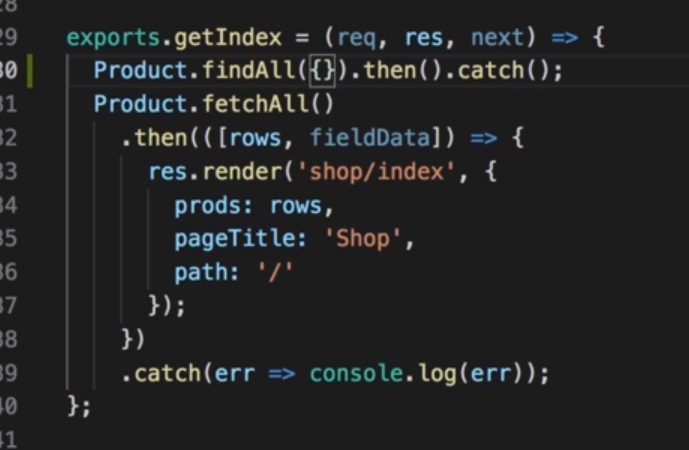 28
29 exports.getIndex = (req, res, next) => {
30 Product.findAll({}).then().catch();
31 Product.fetchAll()
32 .then(([rows, fieldData]) => {
33 res.render('shop/index', {
34 prods: rows,
35 pageTitle: 'Shop',
36 path: '/'
37 });
38 })
39 .catch(err => console.log(err));
40 };
41